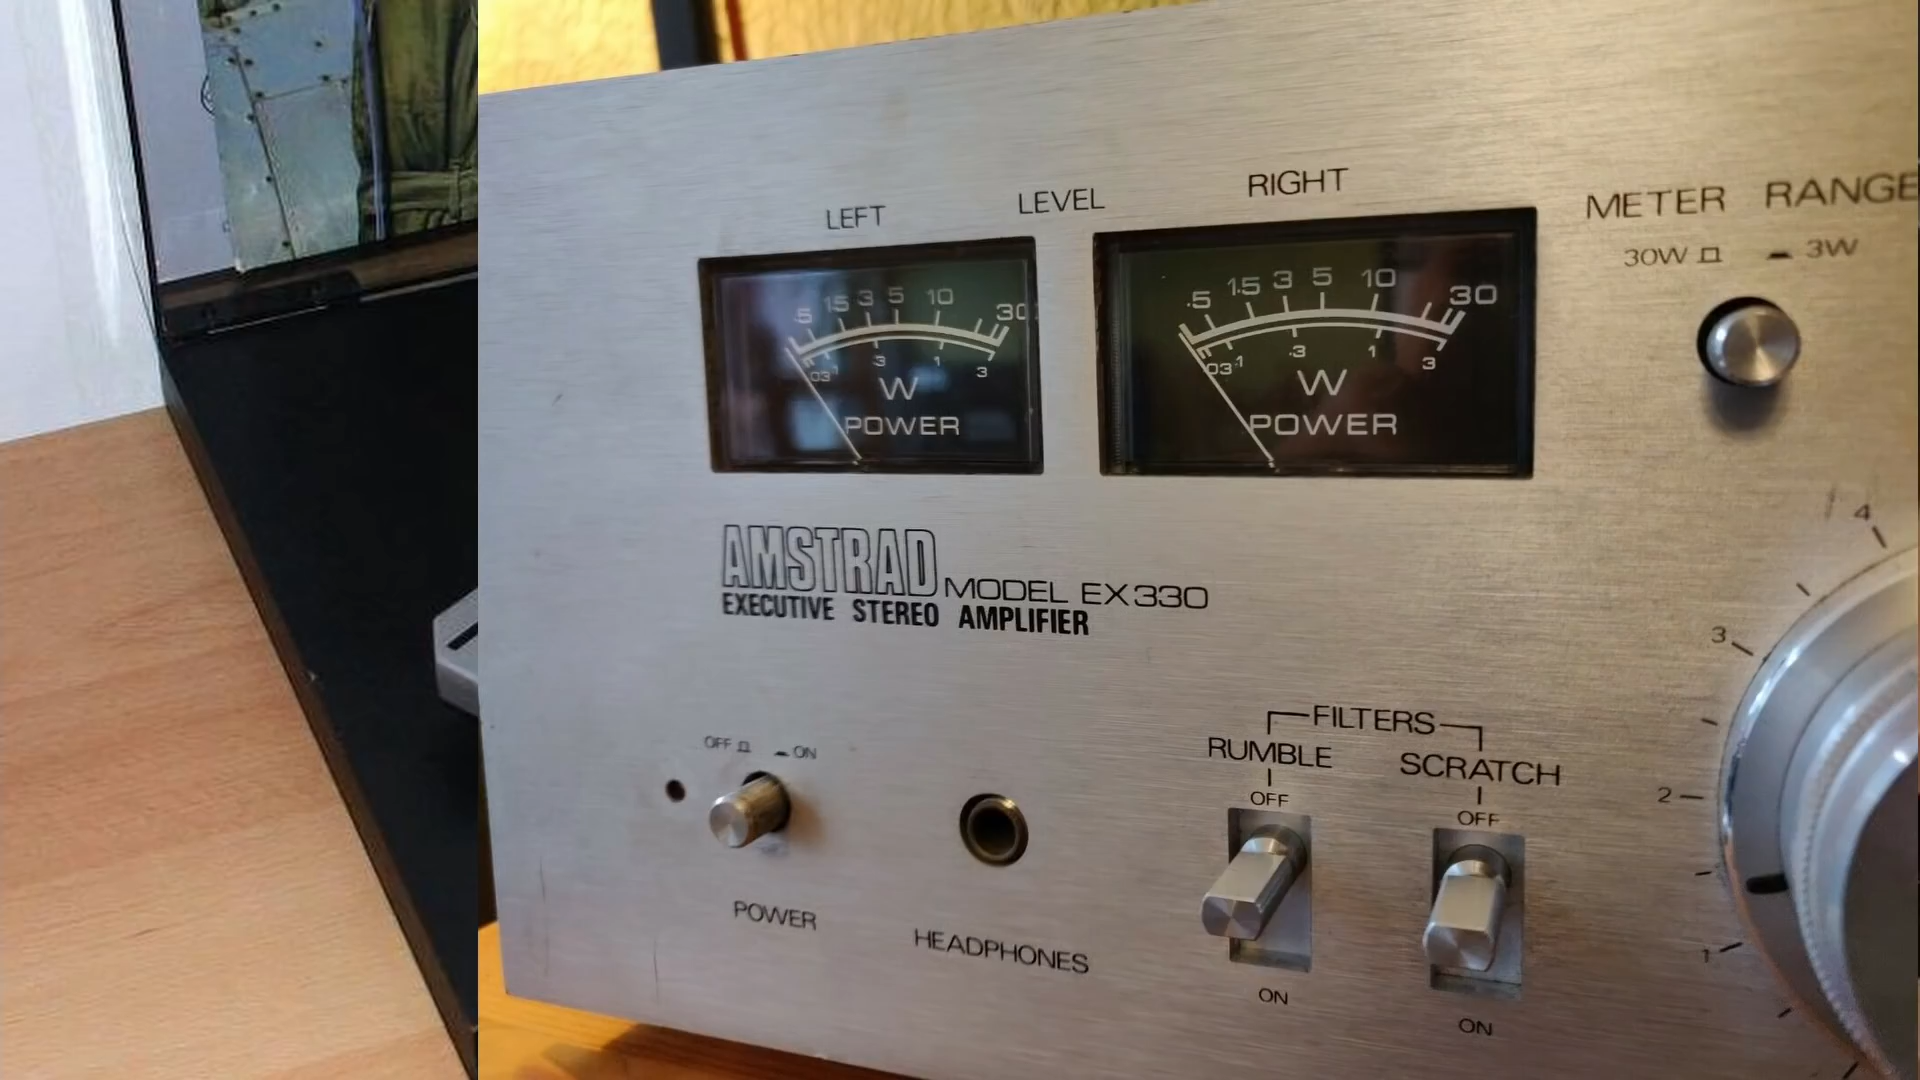 LEFT LEVEL RIGHT
METER RANGE
30W 3W
.5 1.5 3 5 10 30
.03 .1 .3 1 3
W
POWER
.5 1.5 3 5 10 30
.03 .1 .3 1 3
W
POWER
AMSTRAD MODEL EX330
EXECUTIVE STEREO AMPLIFIER
4
3
2
1
FILTERS
RUMBLE SCRATCH
OFF ON
OFF OFF
POWER
HEADPHONES
ON ON